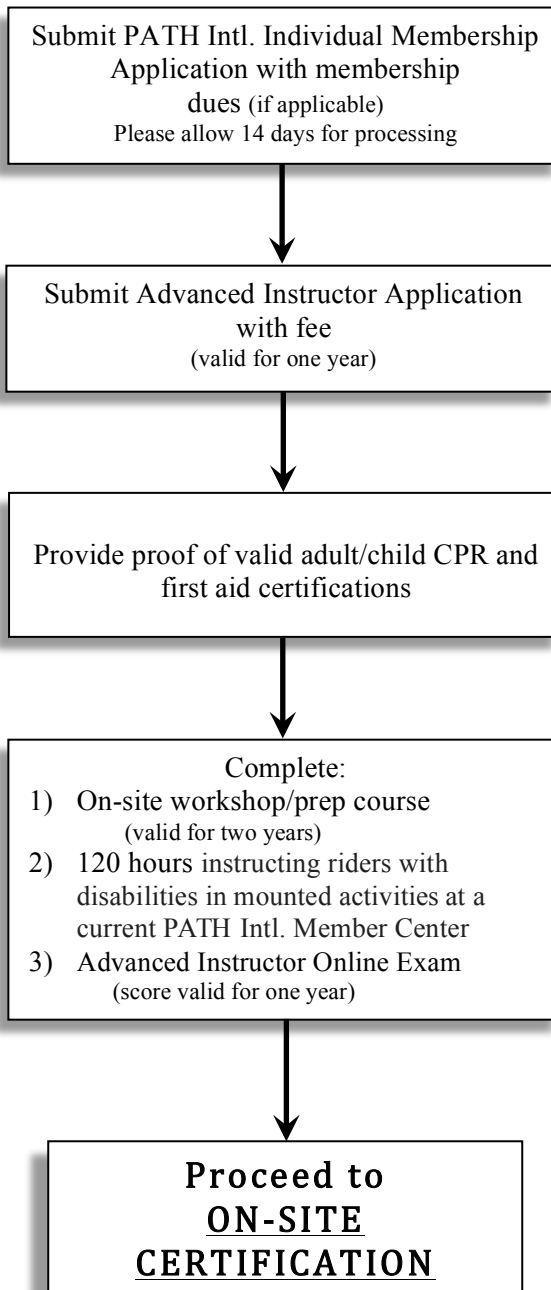 Submit PATH Intl. Individual Membership
Application with membership
dues (if applicable)
Please allow 14 days for processing
Submit Advanced Instructor Application
with fee
(valid for one year)
Provide proof of valid adult/child CPR and
first aid certifications
Complete:
1) On-site workshop/prep course
(valid for two years)
2) 120 hours instructing riders with
disabilities in mounted activities at a
current PATH Intl. Member Center
3) Advanced Instructor Online Exam
(score valid for one year)
Proceed to
ON-SITE
CERTIFICATION